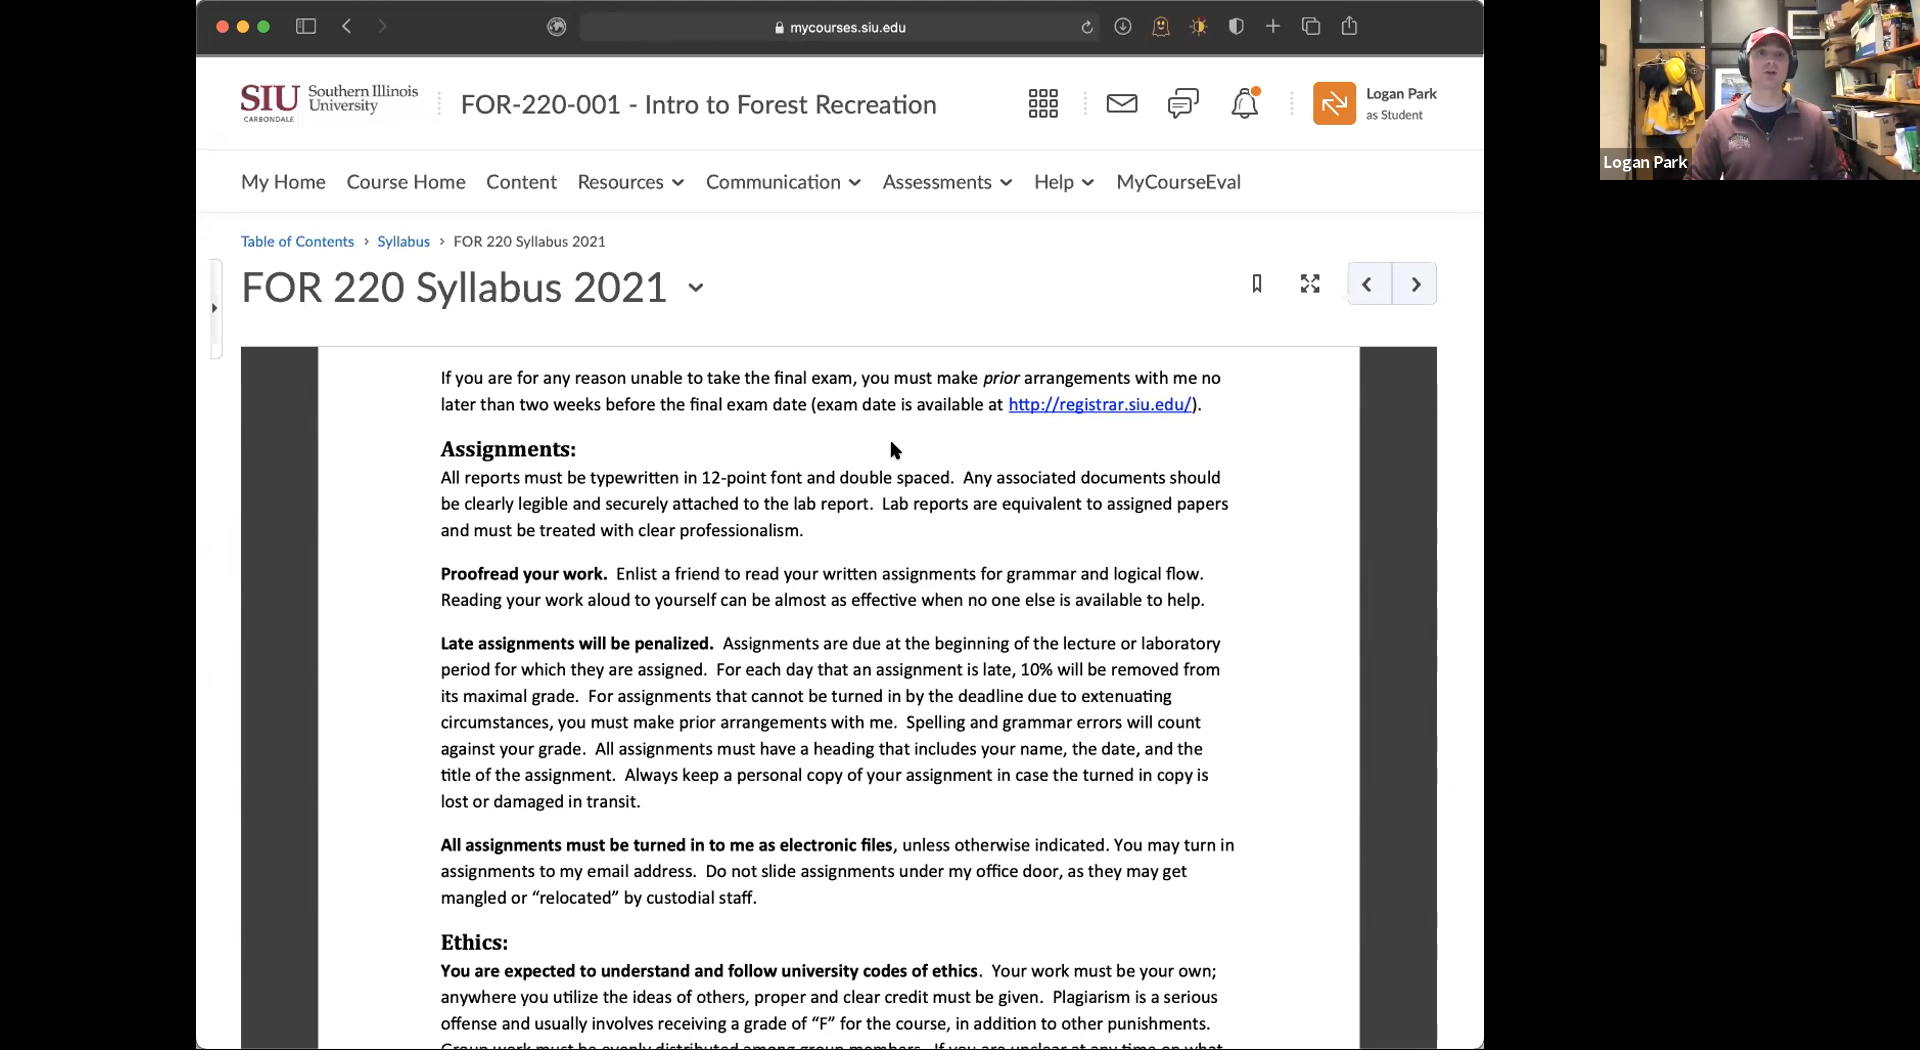 mycourses.siu.edu
SIU Southern Illinois University
CARBONDALE
FOR-220-001 - Intro to Forest Recreation
Logan Park
as Student
Logan Park
My Home Course Home Content Resources Communication Assessments Help MyCourseEval
Table of Contents › Syllabus › FOR 220 Syllabus 2021
FOR 220 Syllabus 2021
If you are for any reason unable to take the final exam, you must make prior arrangements with me no
later than two weeks before the final exam date (exam date is available at http://registrar.siu.edu/).
Assignments:
All reports must be typewritten in 12-point font and double spaced. Any associated documents should
be clearly legible and securely attached to the lab report. Lab reports are equivalent to assigned papers
and must be treated with clear professionalism.
Proofread your work. Enlist a friend to read your written assignments for grammar and logical flow.
Reading your work aloud to yourself can be almost as effective when no one else is available to help.
Late assignments will be penalized. Assignments are due at the beginning of the lecture or laboratory
period for which they are assigned. For each day that an assignment is late, 10% will be removed from
its maximal grade. For assignments that cannot be turned in by the deadline due to extenuating
circumstances, you must make prior arrangements with me. Spelling and grammar errors will count
against your grade. All assignments must have a heading that includes your name, the date, and the
title of the assignment. Always keep a personal copy of your assignment in case the turned in copy is
lost or damaged in transit.
All assignments must be turned in to me as electronic files, unless otherwise indicated. You may turn in
assignments to my email address. Do not slide assignments under my office door, as they may get
mangled or “relocated” by custodial staff.
Ethics:
You are expected to understand and follow university codes of ethics. Your work must be your own;
anywhere you utilize the ideas of others, proper and clear credit must be given. Plagiarism is a serious
offense and usually involves receiving a grade of “F” for the course, in addition to other punishments.
Group work must be evenly distributed among group members. If you are unclear at any time on what